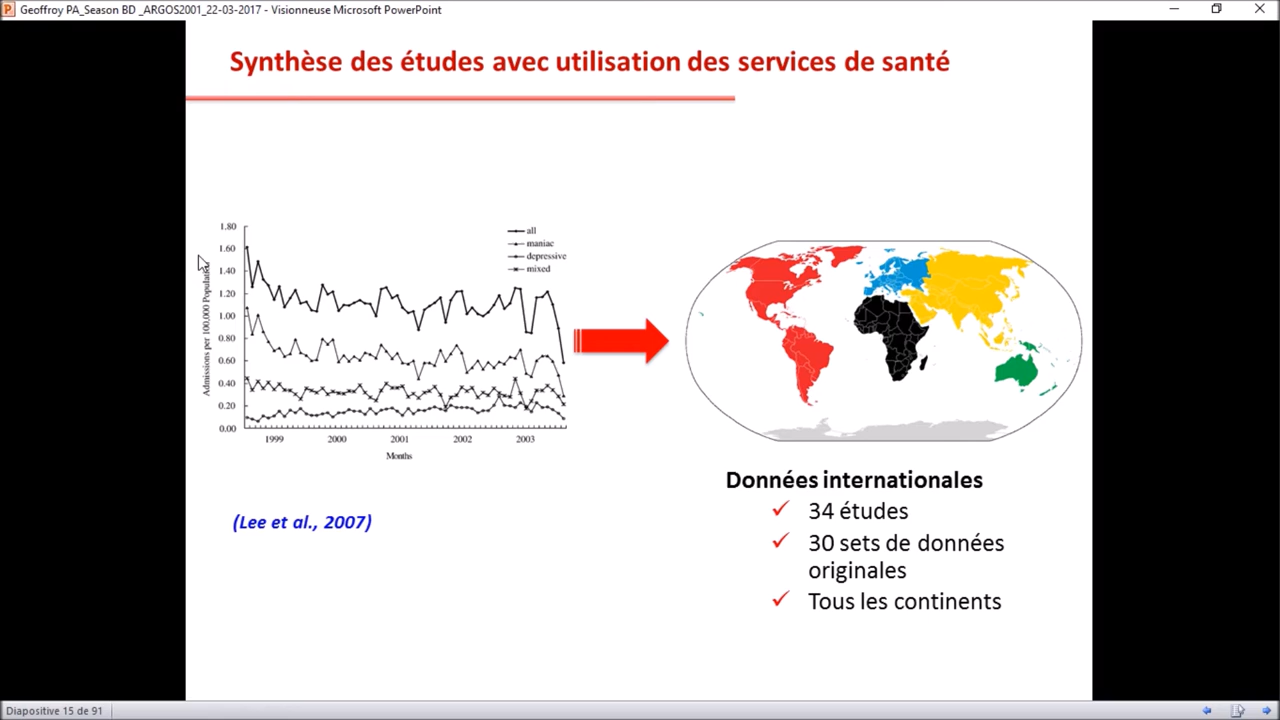 Geoffroy PA_Season BD _ARGOS2001_22-03-2017 - Visionneuse Microsoft PowerPoint
Synthèse des études avec utilisation des services de santé
1.80
1.60
1.40
1.20
1.00
0.80
0.60
0.40
0.20
0.00
Admissions per 100,000 Population
all
maniac
depressive
mixed
1999 2000 2001 2002 2003
Months
(Lee et al., 2007)
Données internationales
34 études
30 sets de données
originales
Tous les continents
Diapositive 15 de 91